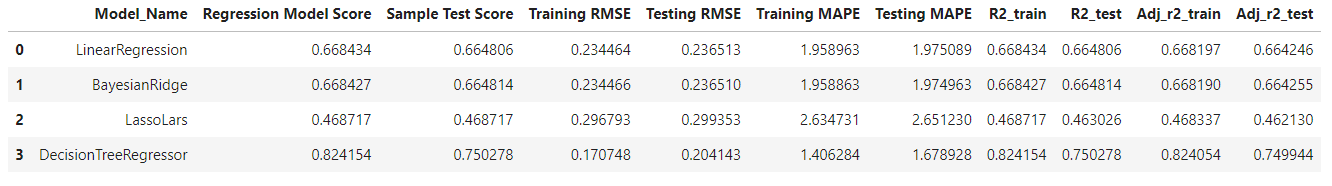 Model_Name Regression Model Score Sample Test Score Training RMSE Testing RMSE Training MAPE Testing MAPE R2_train R2_test Adj_r2_train Adj_r2_test
0 LinearRegression 0.668434 0.664806 0.234464 0.236513 1.958963 1.975089 0.668434 0.664806 0.668197 0.664246
1 BayesianRidge 0.668427 0.664814 0.234466 0.236510 1.958863 1.974963 0.668427 0.664814 0.668190 0.664255
2 LassoLars 0.468717 0.468717 0.296793 0.299353 2.634731 2.651230 0.468717 0.463026 0.468337 0.462130
3 DecisionTreeRegressor 0.824154 0.750278 0.170748 0.204143 1.406284 1.678928 0.824154 0.750278 0.824054 0.749944